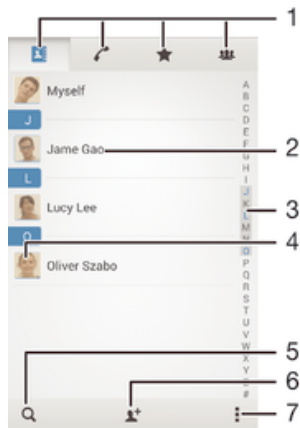 1
Myself
J
Jame Gao
2
L
Lucy Lee
3
O
4
Oliver Szabo
A
B
C
D
E
F
G
H
I
J
K
L
M
N
O
P
Q
R
S
T
U
V
W
X
Y
Z
#
5
6
7